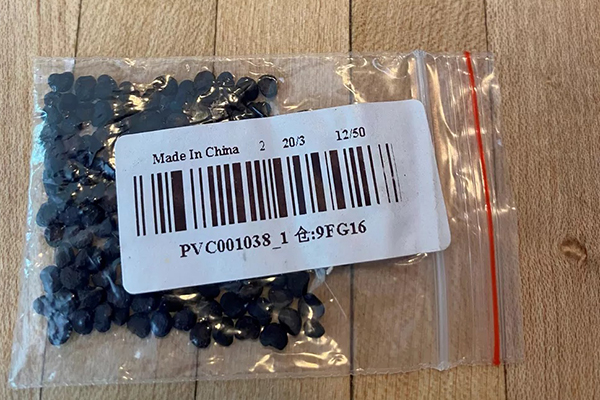 Made In China 2 20/3 12/50
PVC001038_1 仓:9FG16